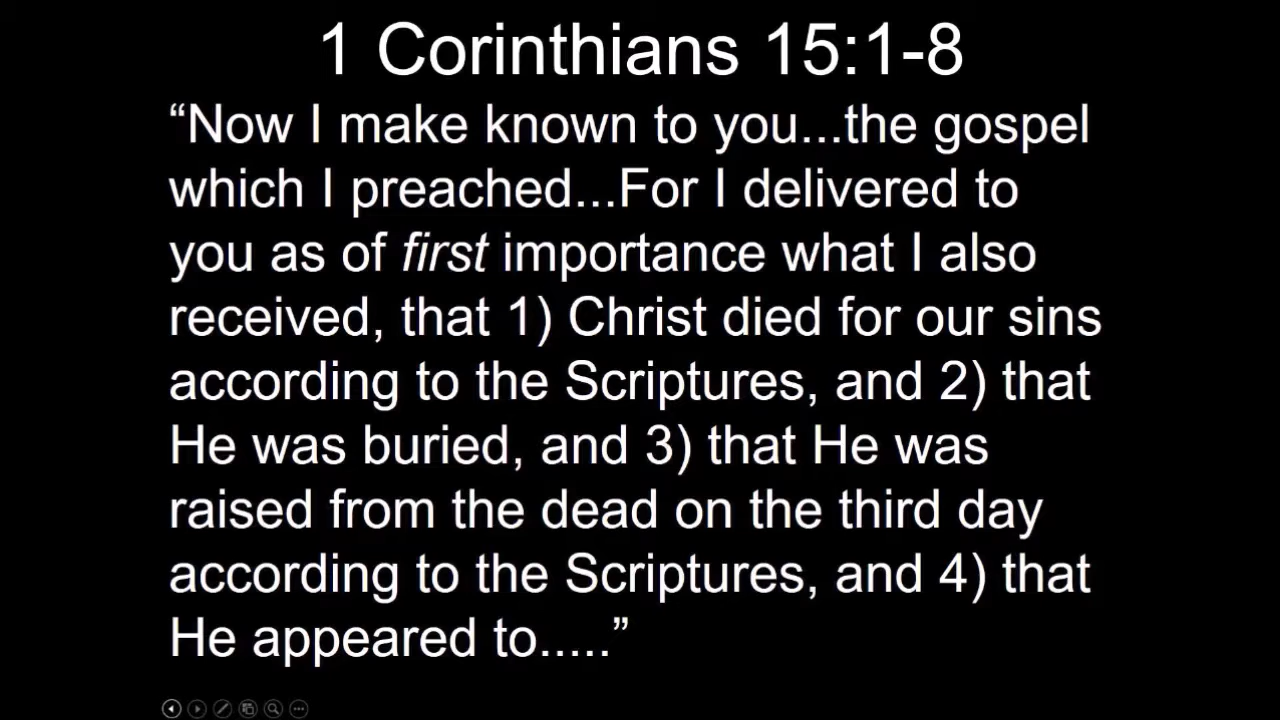 1 Corinthians 15:1-8
“Now I make known to you...the gospel
which I preached...For I delivered to
you as of first importance what I also
received, that 1) Christ died for our sins
according to the Scriptures, and 2) that
He was buried, and 3) that He was
raised from the dead on the third day
according to the Scriptures, and 4) that
He appeared to.....”